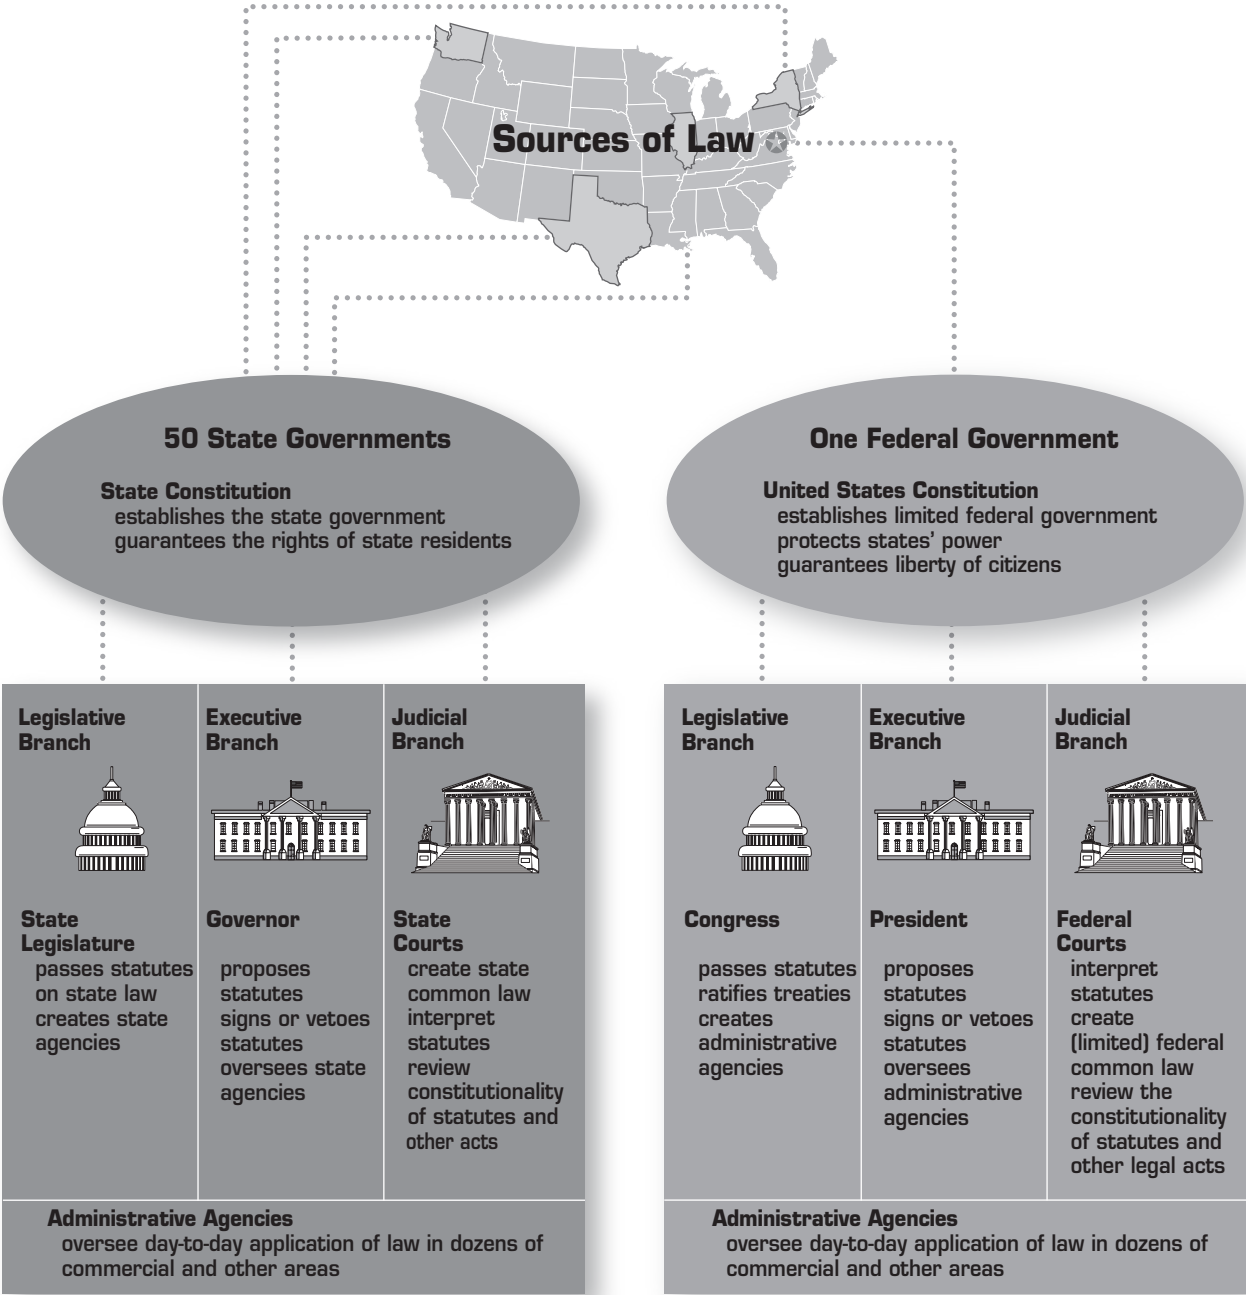 Sources of Law
50 State Governments
State Constitution
establishes the state government
guarantees the rights of state residents
One Federal Government
United States Constitution
establishes limited federal government
protects states’ power
guarantees liberty of citizens
Legislative
Branch
State
Legislature
passes statutes
on state law
creates state
agencies
Executive
Branch
Governor
proposes
statutes
signs or vetoes
statutes
oversees state
agencies
Judicial
Branch
State
Courts
create state
common law
interpret
statutes
review
constitutionality
of statutes and
other acts
Administrative Agencies
oversee day-to-day application of law in dozens of
commercial and other areas
Legislative
Branch
Congress
passes statutes
ratifies treaties
creates
administrative
agencies
Executive
Branch
President
proposes
statutes
signs or vetoes
statutes
oversees
administrative
agencies
Judicial
Branch
Federal
Courts
interpret
statutes
create
(limited) federal
common law
review the
constitutionality
of statutes and
other legal acts
Administrative Agencies
oversee day-to-day application of law in dozens of
commercial and other areas